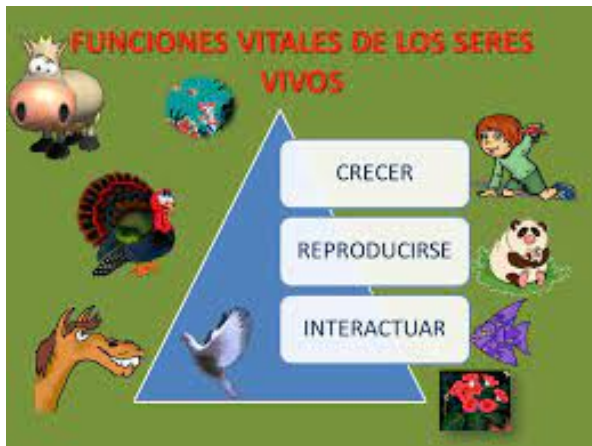 FUNCIONES VITALES DE LOS SERES
VIVOS
CRECER
REPRODUCIRSE
INTERACTUAR